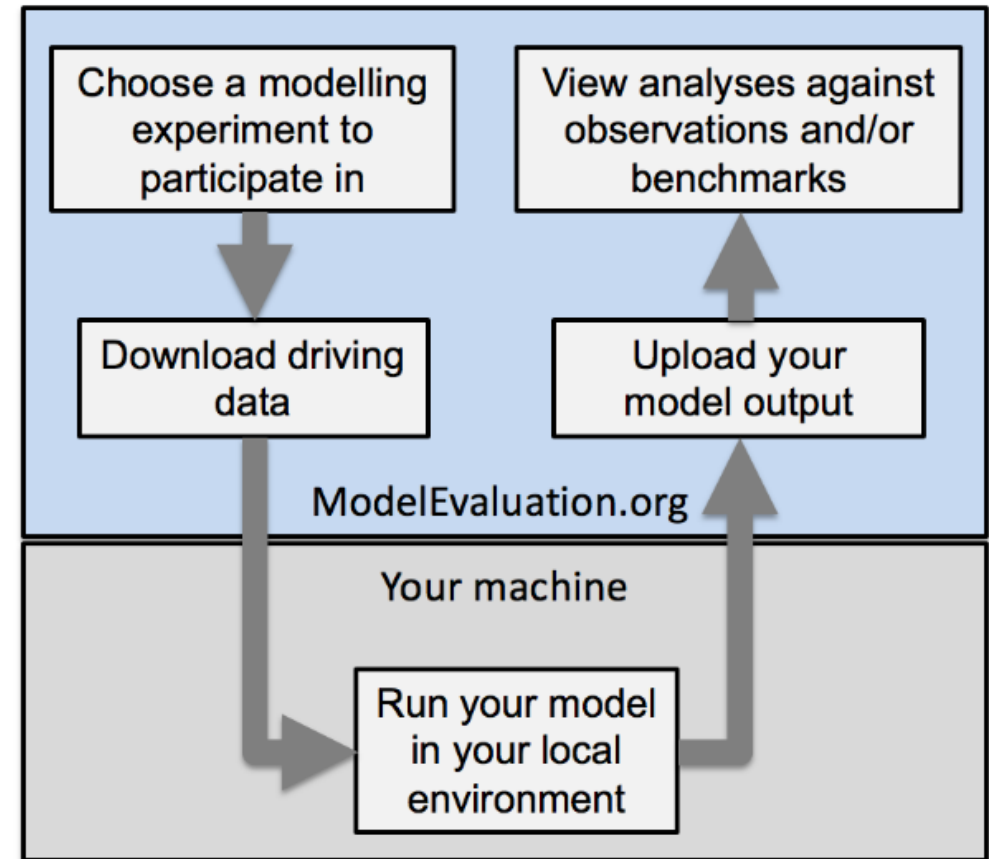 Choose a modelling
experiment to
participate in
View analyses against
observations and/or
benchmarks
Download driving
data
Upload your
model output
ModelEvaluation.org
Your machine
Run your model
in your local
environment